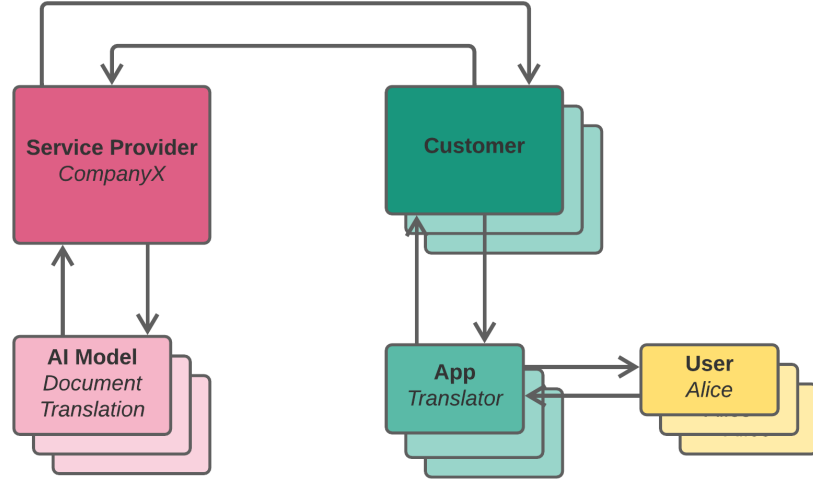 Service Provider
CompanyX
Customer
AI Model
Document
Translation
App
Translator
User
Alice